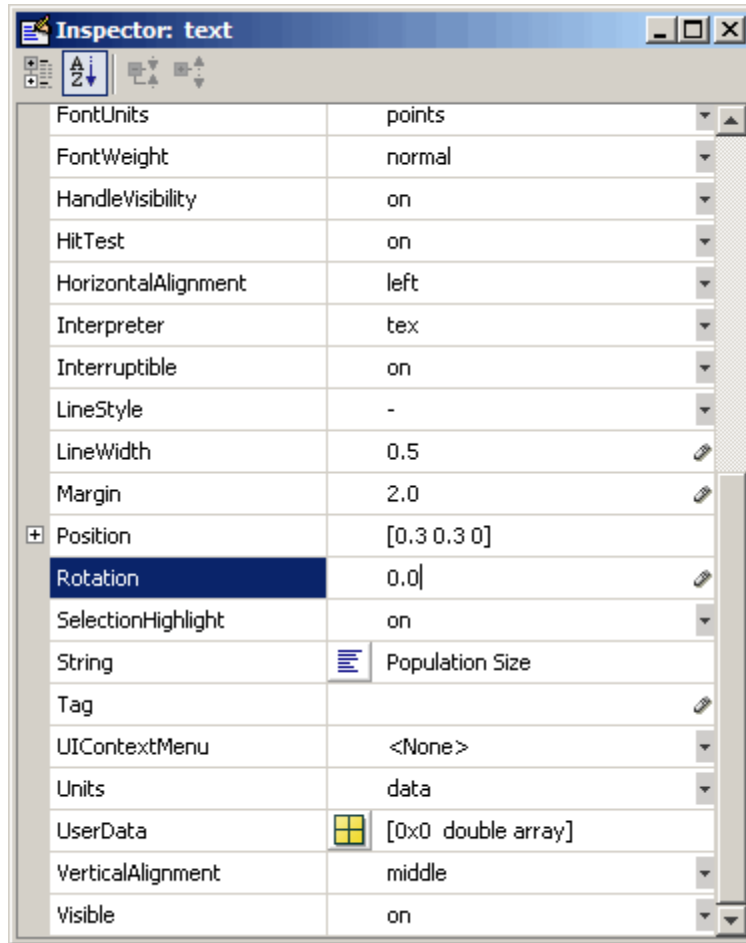 Inspector: text
A
Z
FontUnits points
FontWeight normal
HandleVisibility on
HitTest on
HorizontalAlignment left
Interpreter tex
Interruptible on
LineStyle -
LineWidth 0.5
Margin 2.0
Position [0.3 0.3 0]
Rotation 0.0
SelectionHighlight on
String Population Size
Tag
UIContextMenu <None>
Units data
UserData [0x0 double array]
VerticalAlignment middle
Visible on